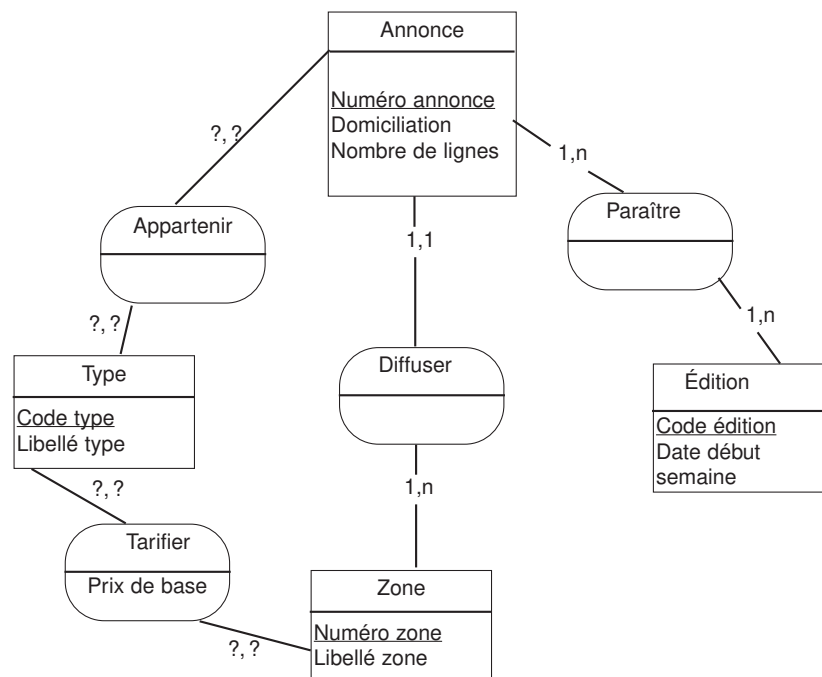 Annonce
Numéro annonce
Domiciliation
Nombre de lignes
?, ?
1,n
Appartenir
Paraître
1,1
?, ?
1,n
Type
Code type
Libellé type
Diffuser
Édition
Code édition
Date début
semaine
?, ?
1,n
Tarifier
Prix de base
Zone
Numéro zone
Libellé zone
?, ?